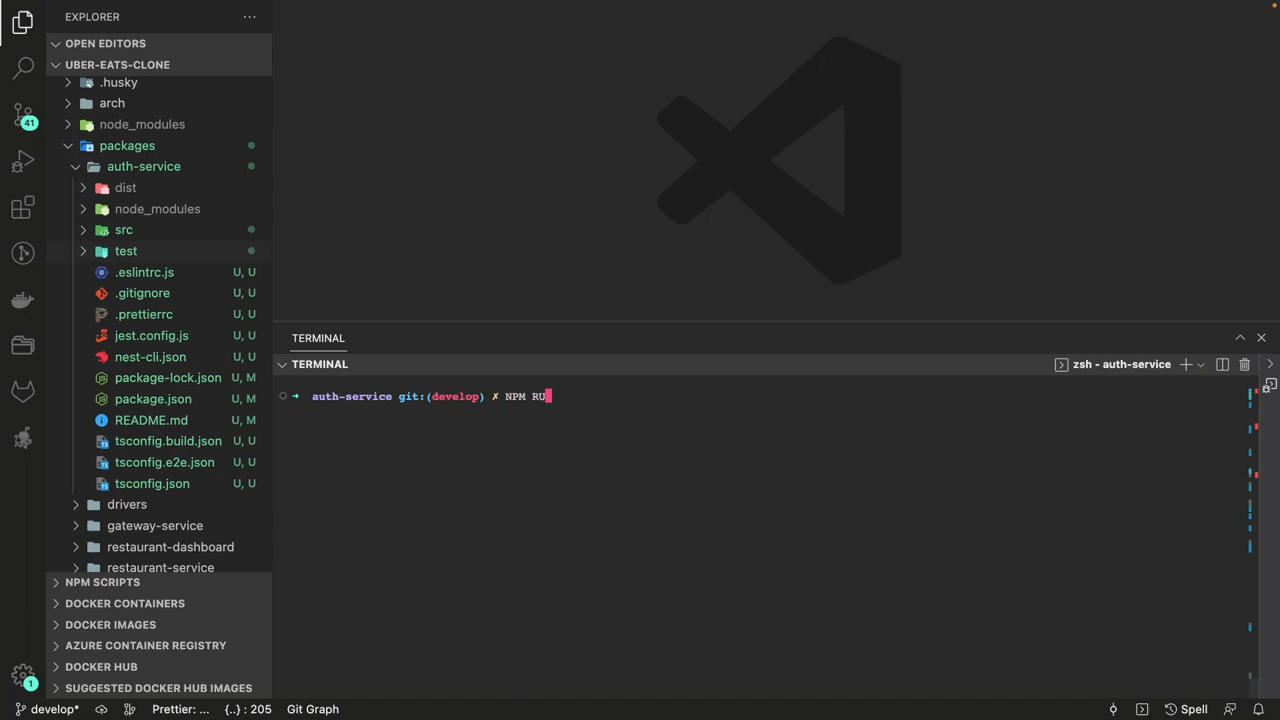 EXPLORER
OPEN EDITORS
UBER-EATS-CLONE
.husky
arch
node_modules
packages
auth-service
dist
node_modules
src
test
.eslintrc.js U, U
.gitignore U, U
.prettierrc U, U
jest.config.js U, U
nest-cli.json U, U
package-lock.json U, M
package.json U, M
README.md U, M
tsconfig.build.json U, U
tsconfig.e2e.json U, U
tsconfig.json U, U
drivers
gateway-service
restaurant-dashboard
restaurant-service
NPM SCRIPTS
DOCKER CONTAINERS
DOCKER IMAGES
AZURE CONTAINER REGISTRY
DOCKER HUB
SUGGESTED DOCKER HUB IMAGES
41
1
TERMINAL
TERMINAL
zsh - auth-service
➜ auth-service git:(develop) ✗ NPM RU
develop* Prettier: ... {..} : 205 Git Graph Spell